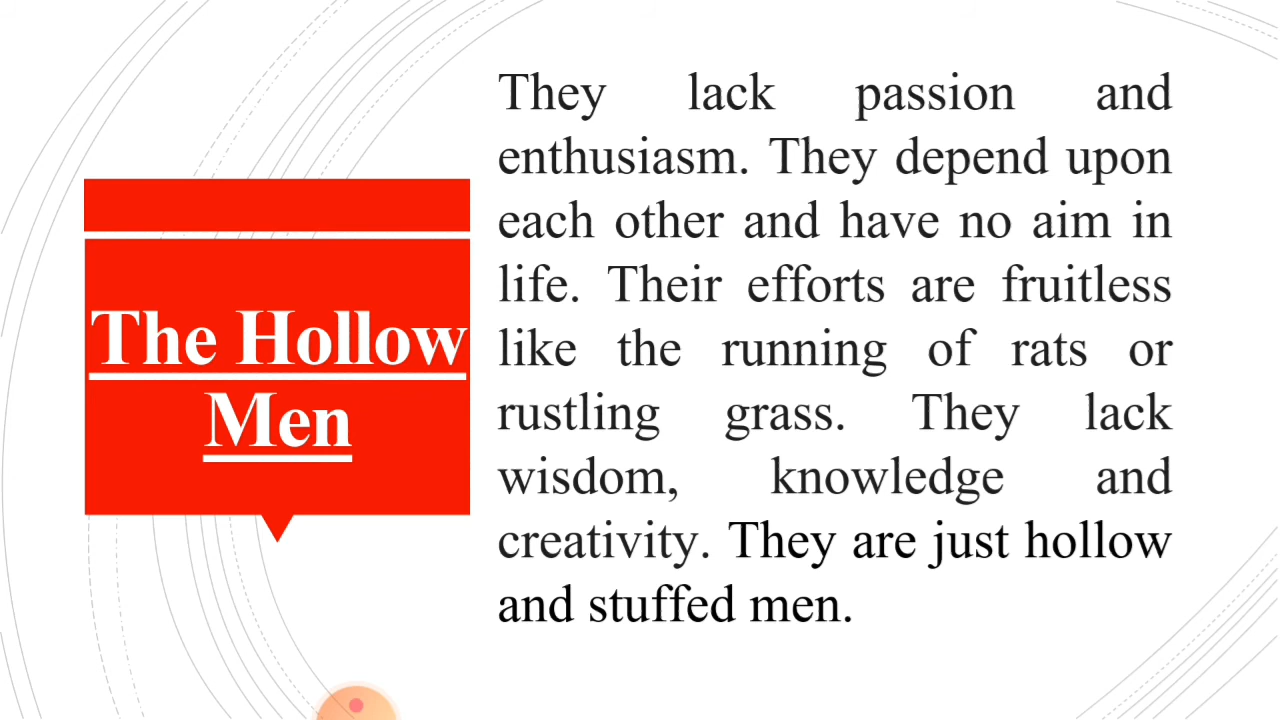 The Hollow
Men
They lack passion and
enthusiasm. They depend upon
each other and have no aim in
life. Their efforts are fruitless
like the running of rats or
rustling grass. They lack
wisdom, knowledge and
creativity. They are just hollow
and stuffed men.